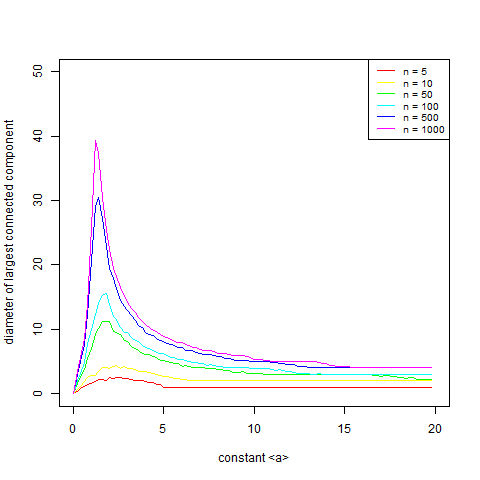 diameter of largest connected component
50
40
30
20
10
0
n = 5
n = 10
n = 50
n = 100
n = 500
n = 1000
0 5 10 15 20
constant <a>